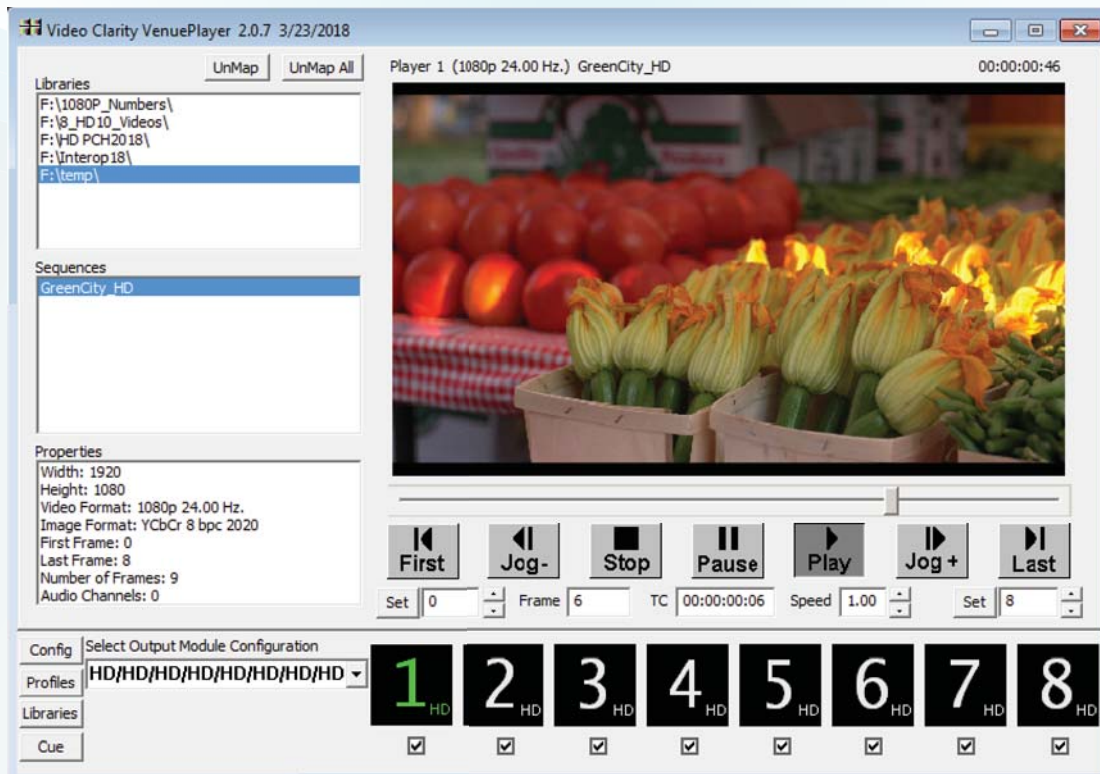 Video Clarity VenuePlayer 2.0.7 3/23/2018
UnMap
UnMap All
Libraries
F:\1080P_Numbers\
F:\8_HD10_Videos\
F:\HD PCH2018\
F:\Interop18\
F:\temp\
Sequences
GreenCity_HD
Properties
Width: 1920
Height: 1080
Video Format: 1080p 24.00 Hz.
Image Format: YCbCr 8 bpc 2020
First Frame: 0
Last Frame: 8
Number of Frames: 9
Audio Channels: 0
Player 1 (1080p 24.00 Hz.) GreenCity_HD
00:00:00:46
First
Jog-
Stop
Pause
Play
Jog+
Last
Set 0 Frame 6 TC 00:00:00:06 Speed 1.00 Set 8
Config
Profiles
Libraries
Cue
Select Output Module Configuration
HD/HD/HD/HD/HD/HD/HD/HD
1 HD
2 HD
3 HD
4 HD
5 HD
6 HD
7 HD
8 HD